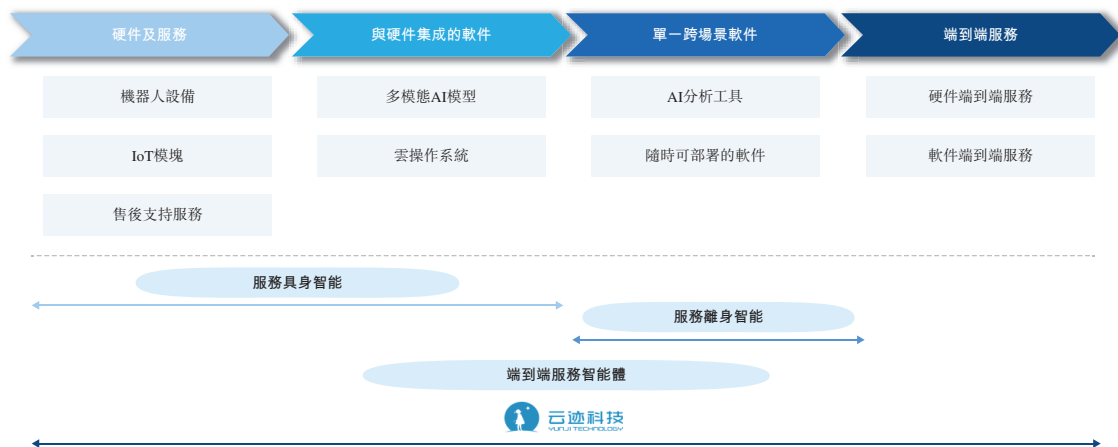 硬件及服務
與硬件集成的軟件
單一跨場景軟件
端到端服務
機器人設備
多模態AI模型
AI分析工具
硬件端到端服務
IoT模塊
雲操作系統
隨時可部署的軟件
軟件端到端服務
售後支持服務
服務具身智能
服務離身智能
端到端服務智能體
云迹科技
YUNJI TECHNOLOGY